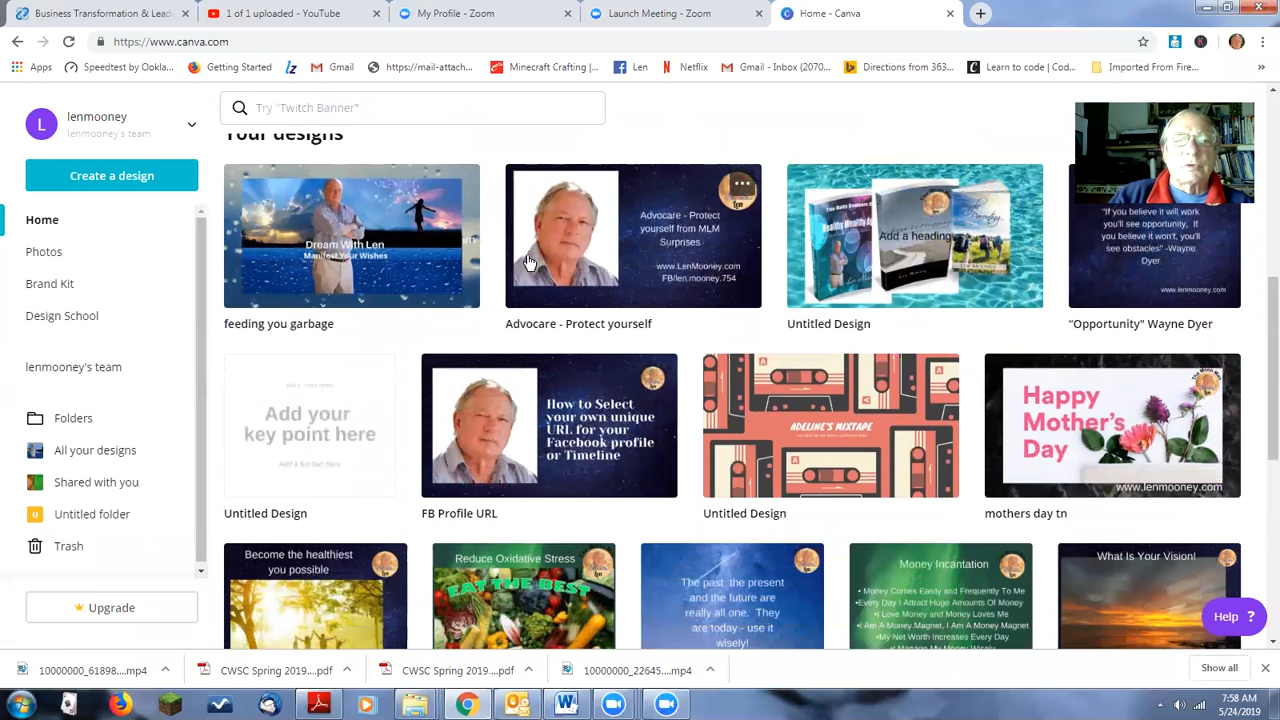 Business Transformation & Leade
1 of 1 uploaded - YouTube
My Profile - Zoom
Launch Meeting - Zoom
Home - Canva
https://www.canva.com
Apps
Speedtest by Ookla...
Getting Started
Gmail
https://mail-attach...
Minecraft Crafting |...
Len
Netflix
Gmail - Inbox (2070...
Directions from 363...
Learn to code | Cod...
Imported From Fire...
L
lenmooney
lenmooney's team
Try "Twitch Banner"
Create a design
Your designs
Home
Photos
Brand Kit
Design School
lenmooney's team
Folders
All your designs
Shared with you
Untitled folder
Trash
Upgrade
Dream With Len
Manifest Your Wishes
feeding you garbage
Advocare - Protect
yourself from MLM
Surprises
www.LenMooney.com
FB/len.mooney.754
Len
Advocare - Protect yourself
Add a heading
Untitled Design
"If you believe it will work
you'll see opportunity, If
you believe it won't, you'll
see obstacles" -Wayne
Dyer
www.lenmooney.com
"Opportunity" Wayne Dyer
Add your
key point here
Untitled Design
How to Select
your own unique
URL for your
Facebook profile
or Timeline
FB Profile URL
ADELINE'S MIXTAPE
Untitled Design
Happy
Mother's
Day
www.lenmooney.com
mothers day tn
Become the healthiest
you possible
Reduce Oxidative Stress
EAT THE BEST
Len
The past, the present
and the future are
really all one. They
are today - use it
wisely!
Money Incantation
•Money Comes Easily and Frequently To Me
•Every Day I Attract Huge Amounts Of Money
•I Love Money and Money Loves Me
•I Am A Money Magnet, I Am A Money Magnet
•My Net Worth Increases Every Day
•I Manage My Money Wisely
What Is Your Vision!
Help ?
10000000_61898....mp4
CWSC Spring 2019....pdf
CWSC Spring 2019....pdf
10000000_22645....mp4
Show all
7:58 AM
5/24/2019